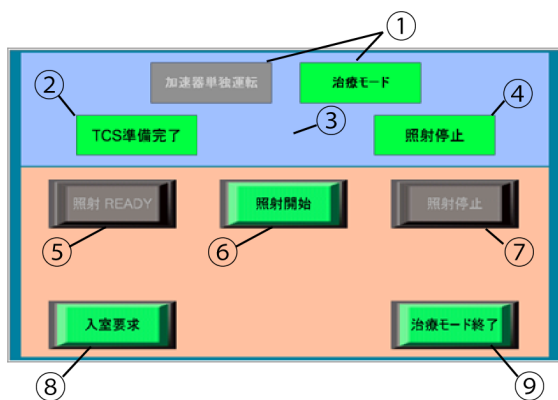 ①
加速器単独運転 治療モード
② ④
TCS準備完了 ③ 照射停止
照射 READY 照射開始 照射停止
⑤ ⑥ ⑦
入室要求 治療モード終了
⑧ ⑨